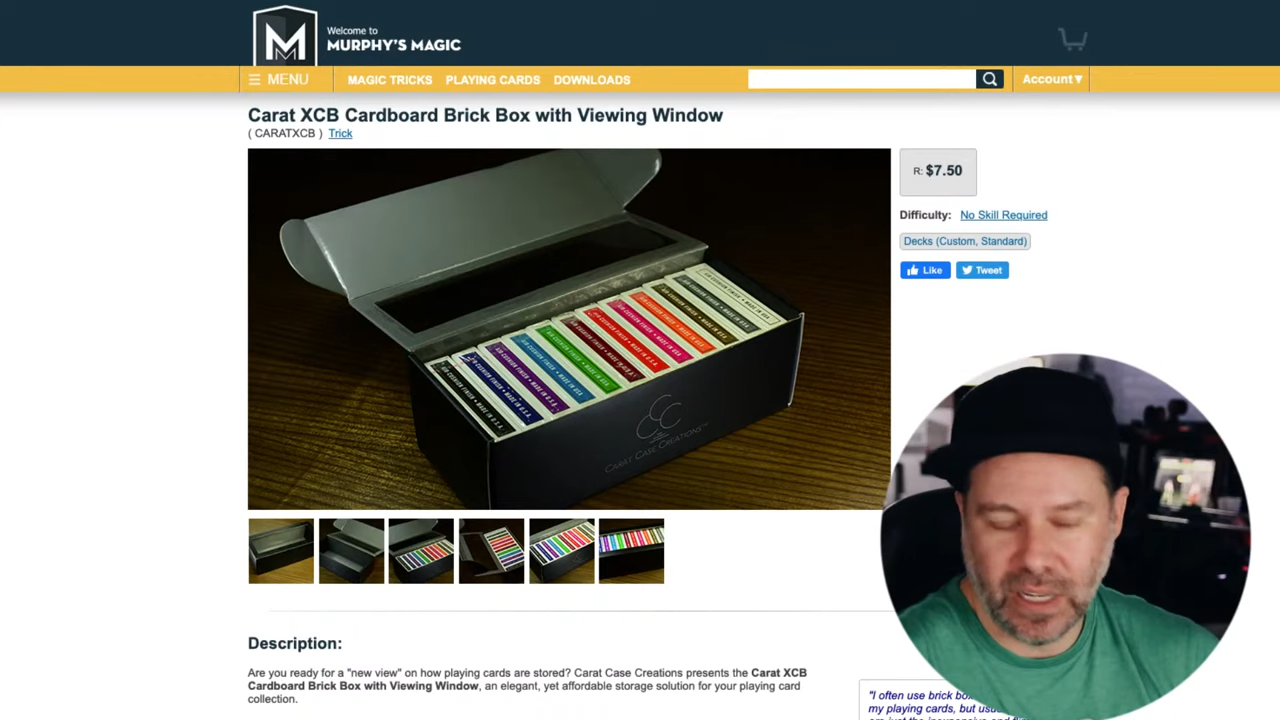 Welcome to
MURPHY'S MAGIC
☰ MENU
MAGIC TRICKS
PLAYING CARDS
DOWNLOADS
Account▾
Carat XCB Cardboard Brick Box with Viewing Window
( CARATXCB ) Trick
R: $7.50
Difficulty: No Skill Required
Decks (Custom, Standard)
Like
Tweet
CCC
CARAT CASE CREATIONS™
Description:
Are you ready for a "new view" on how playing cards are stored? Carat Case Creations presents the Carat XCB
Cardboard Brick Box with Viewing Window, an elegant, yet affordable storage solution for your playing card
collection.
"I often use brick
my playing cards, but